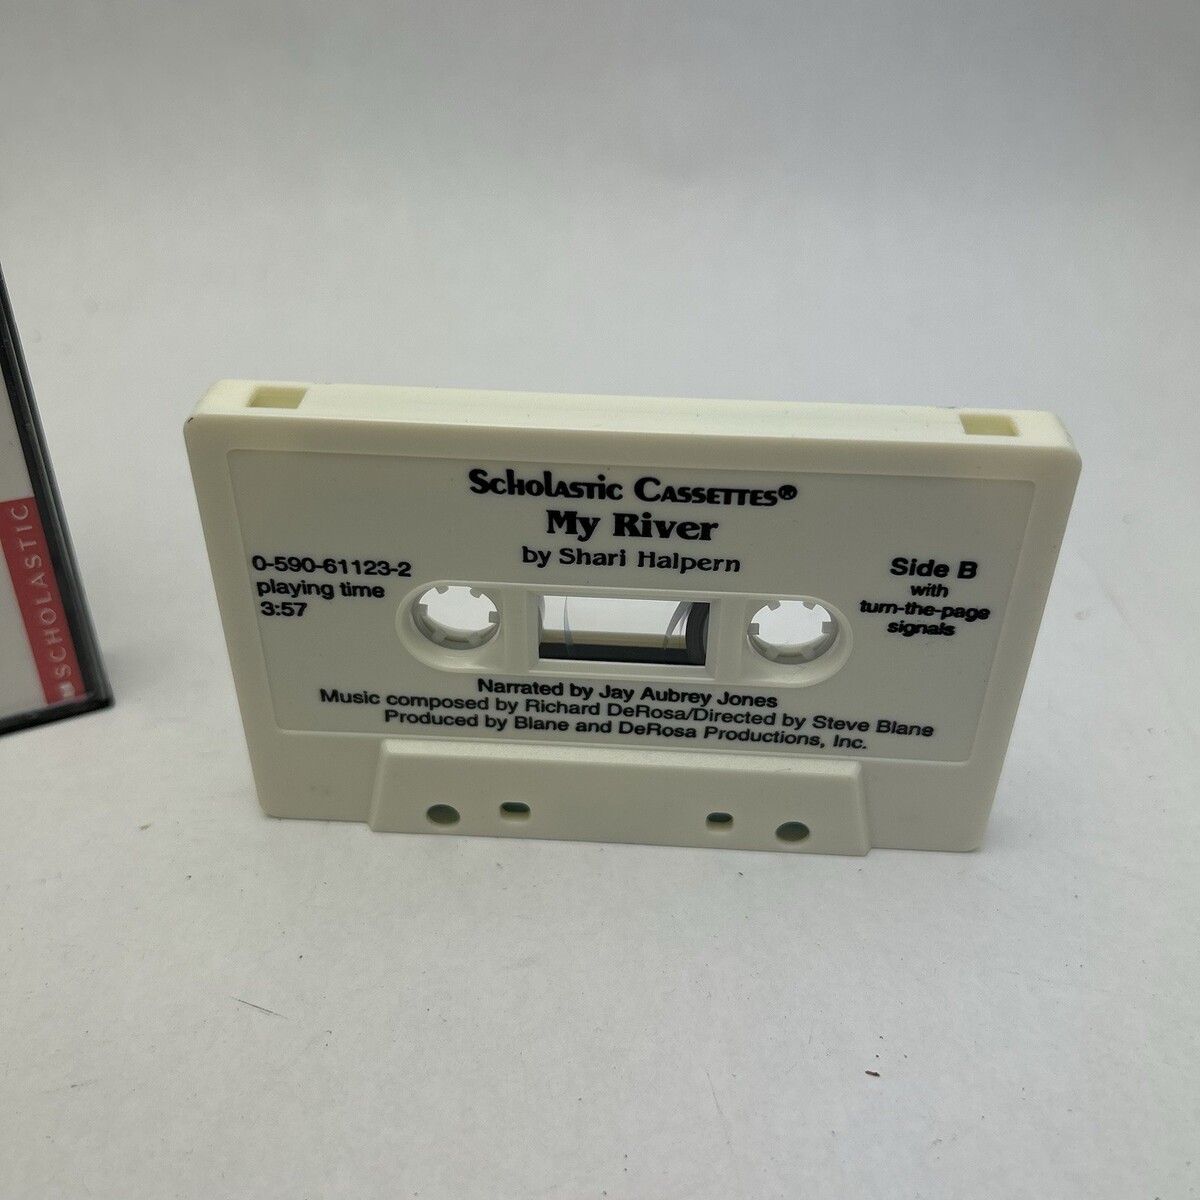 SCHOLASTIC
Scholastic Cassettes®
My River
by Shari Halpern
0-590-61123-2
playing time
3:57
Side B
with
turn-the-page
signals
Narrated by Jay Aubrey Jones
Music composed by Richard DeRosa/Directed by Steve Blane
Produced by Blane and DeRosa Productions, Inc.